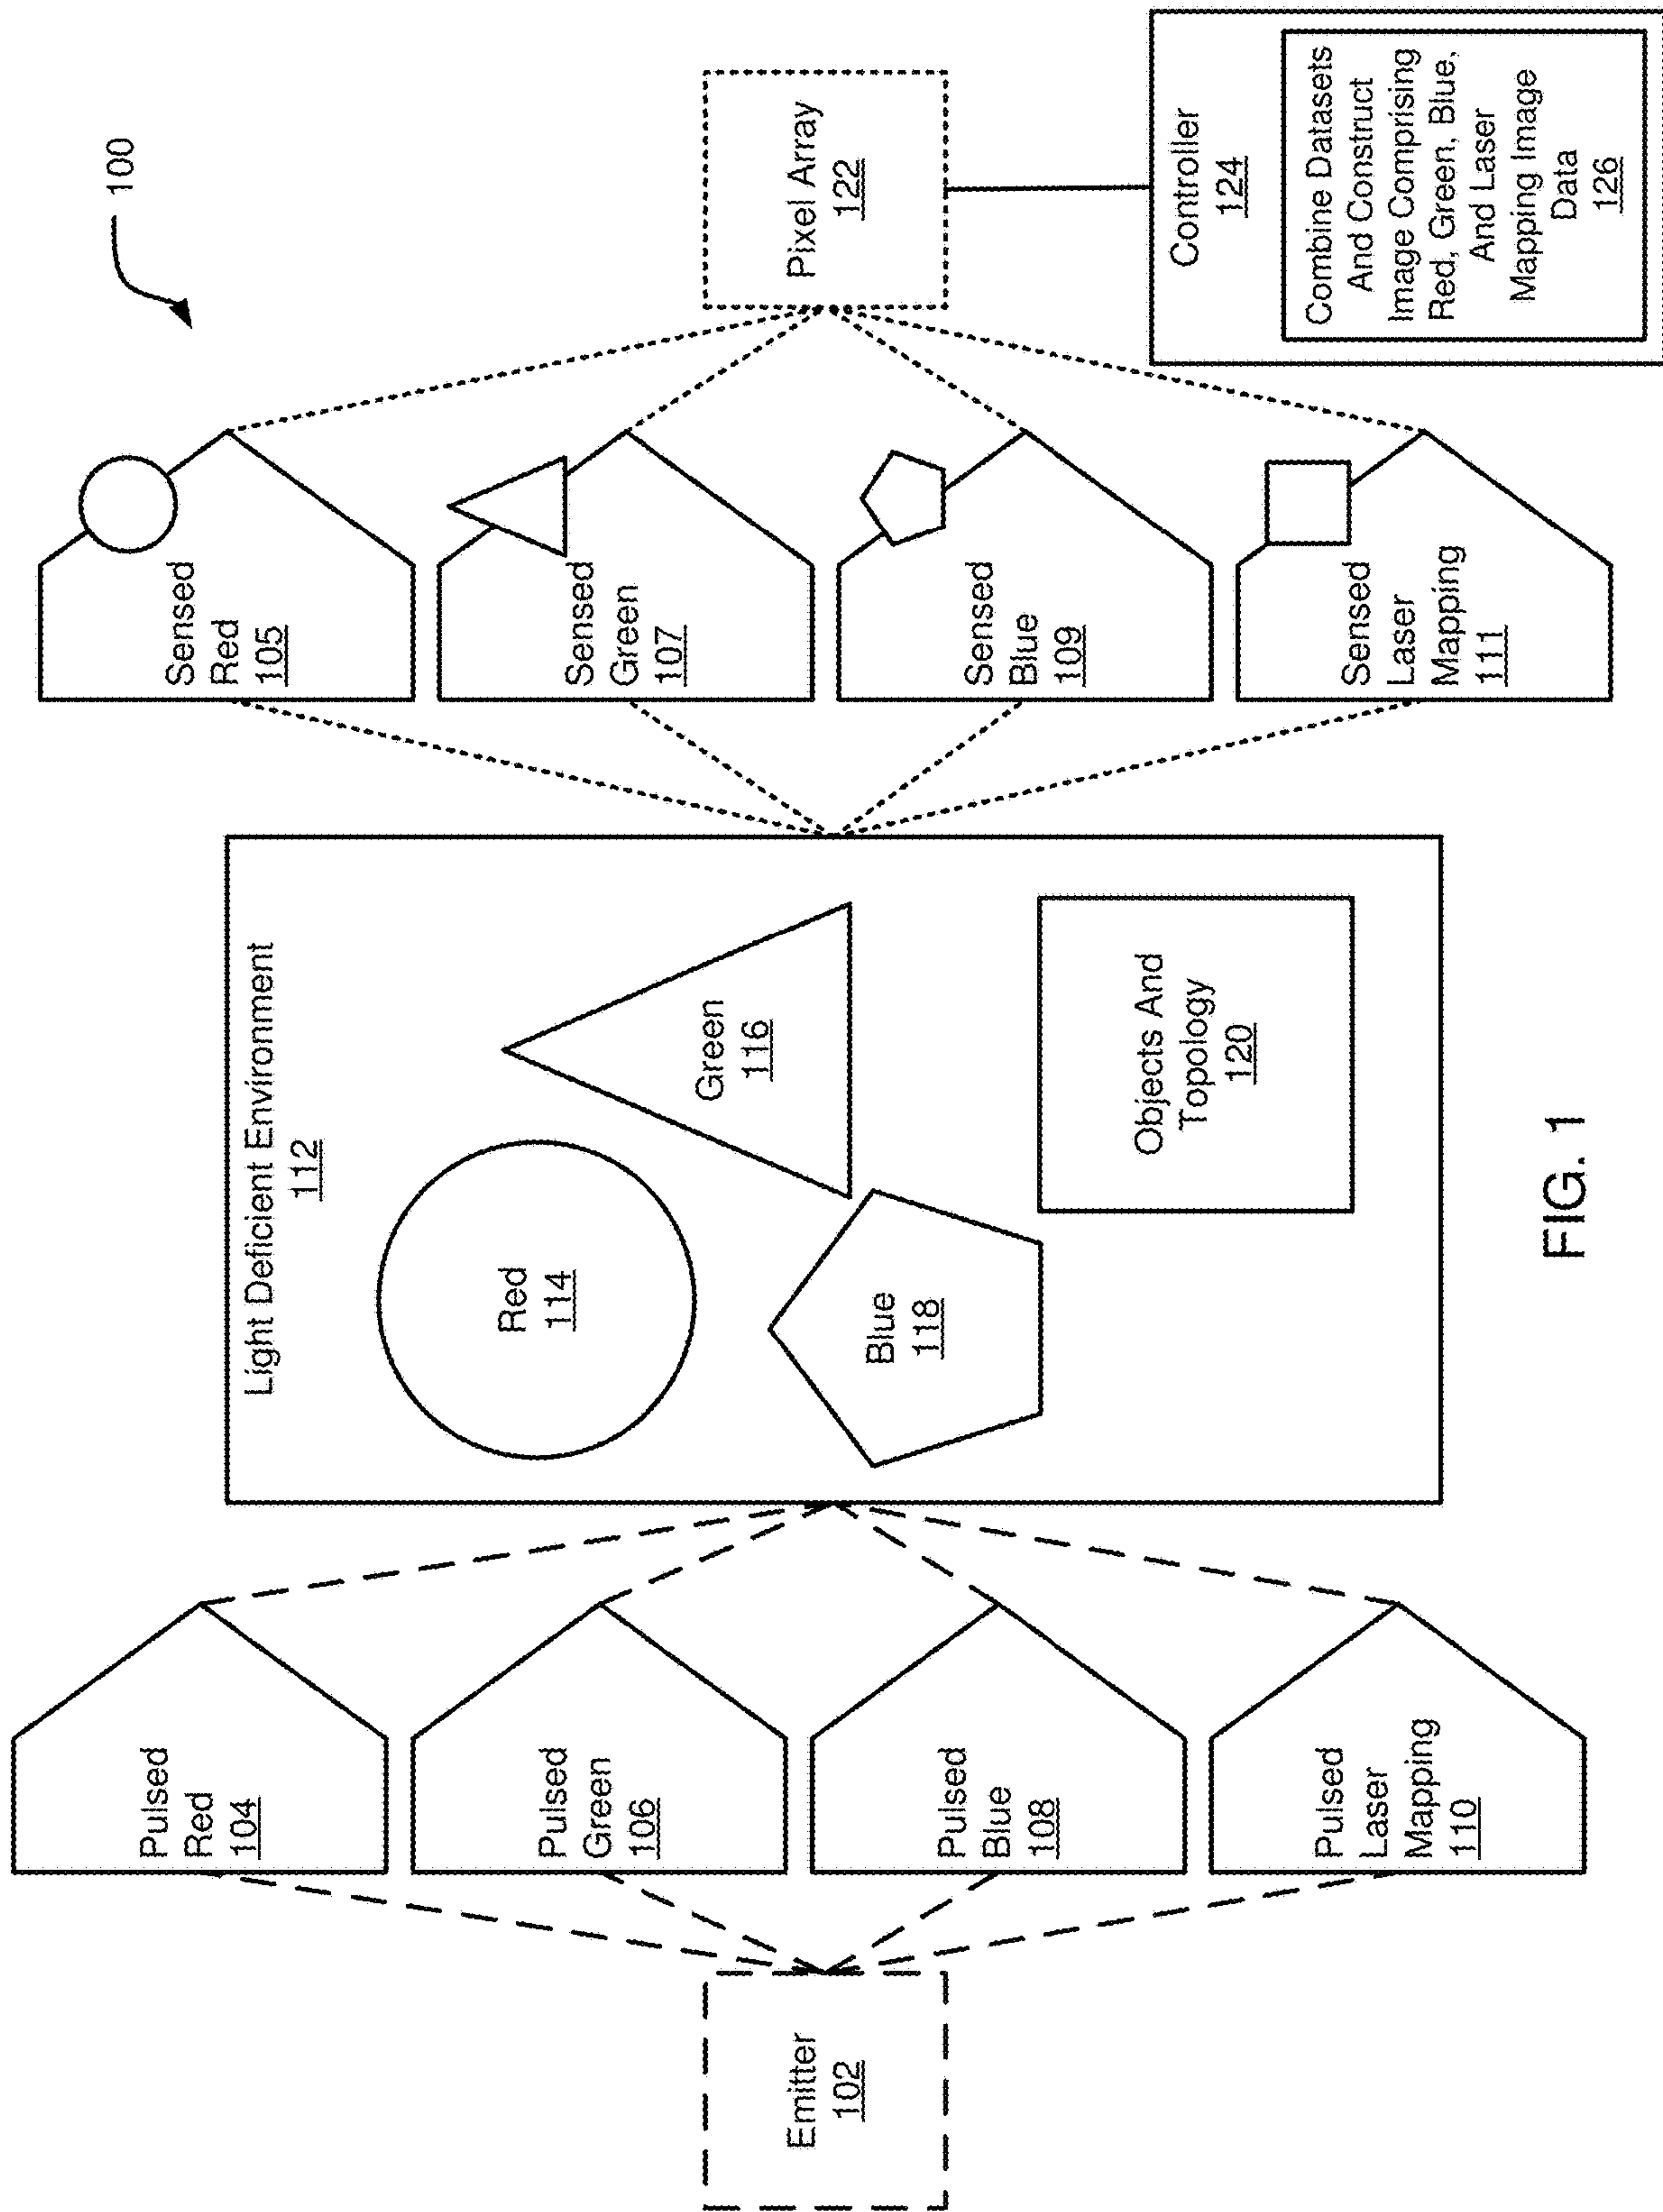 100
Emitter
102
Pulsed
Red
104
Pulsed
Green
106
Pulsed
Blue
108
Pulsed
Laser
Mapping
110
Light Deficient Environment
112
Red
114
Green
116
Blue
118
Objects And
Topology
120
Sensed
Red
105
Sensed
Green
107
Sensed
Blue
109
Sensed
Laser
Mapping
111
Pixel Array
122
Controller
124
Combine Datasets
And Construct
Image Comprising
Red, Green, Blue,
And Laser
Mapping Image
Data
126
FIG. 1